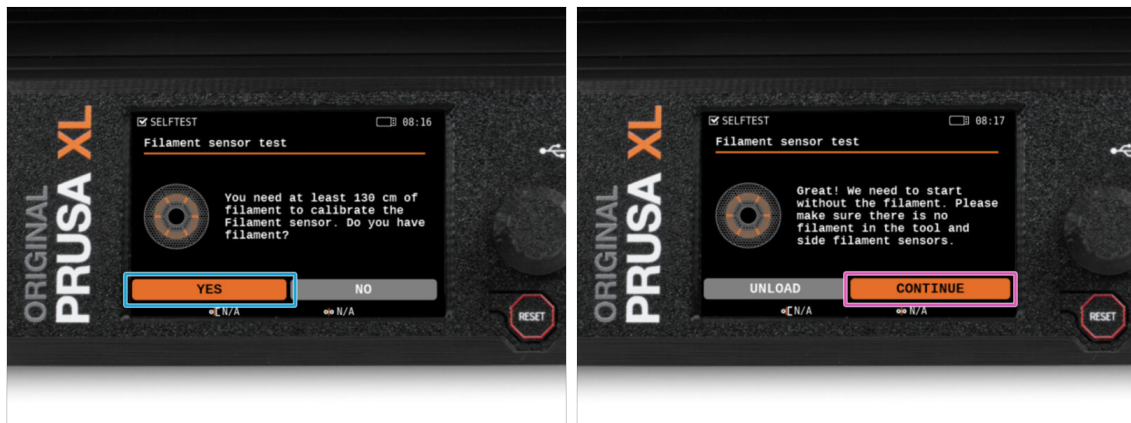 ORIGINAL
PRUSA XL
SELFTEST 08:16
Filament sensor test
You need at least 130 cm of
filament to calibrate the
Filament sensor. Do you have
filament?
YES NO
N/A N/A
RESET
ORIGINAL
PRUSA XL
SELFTEST 08:17
Filament sensor test
Great! We need to start
without the filament. Please
make sure there is no
filament in the tool and
side filament sensors.
UNLOAD CONTINUE
N/A N/A
RESET